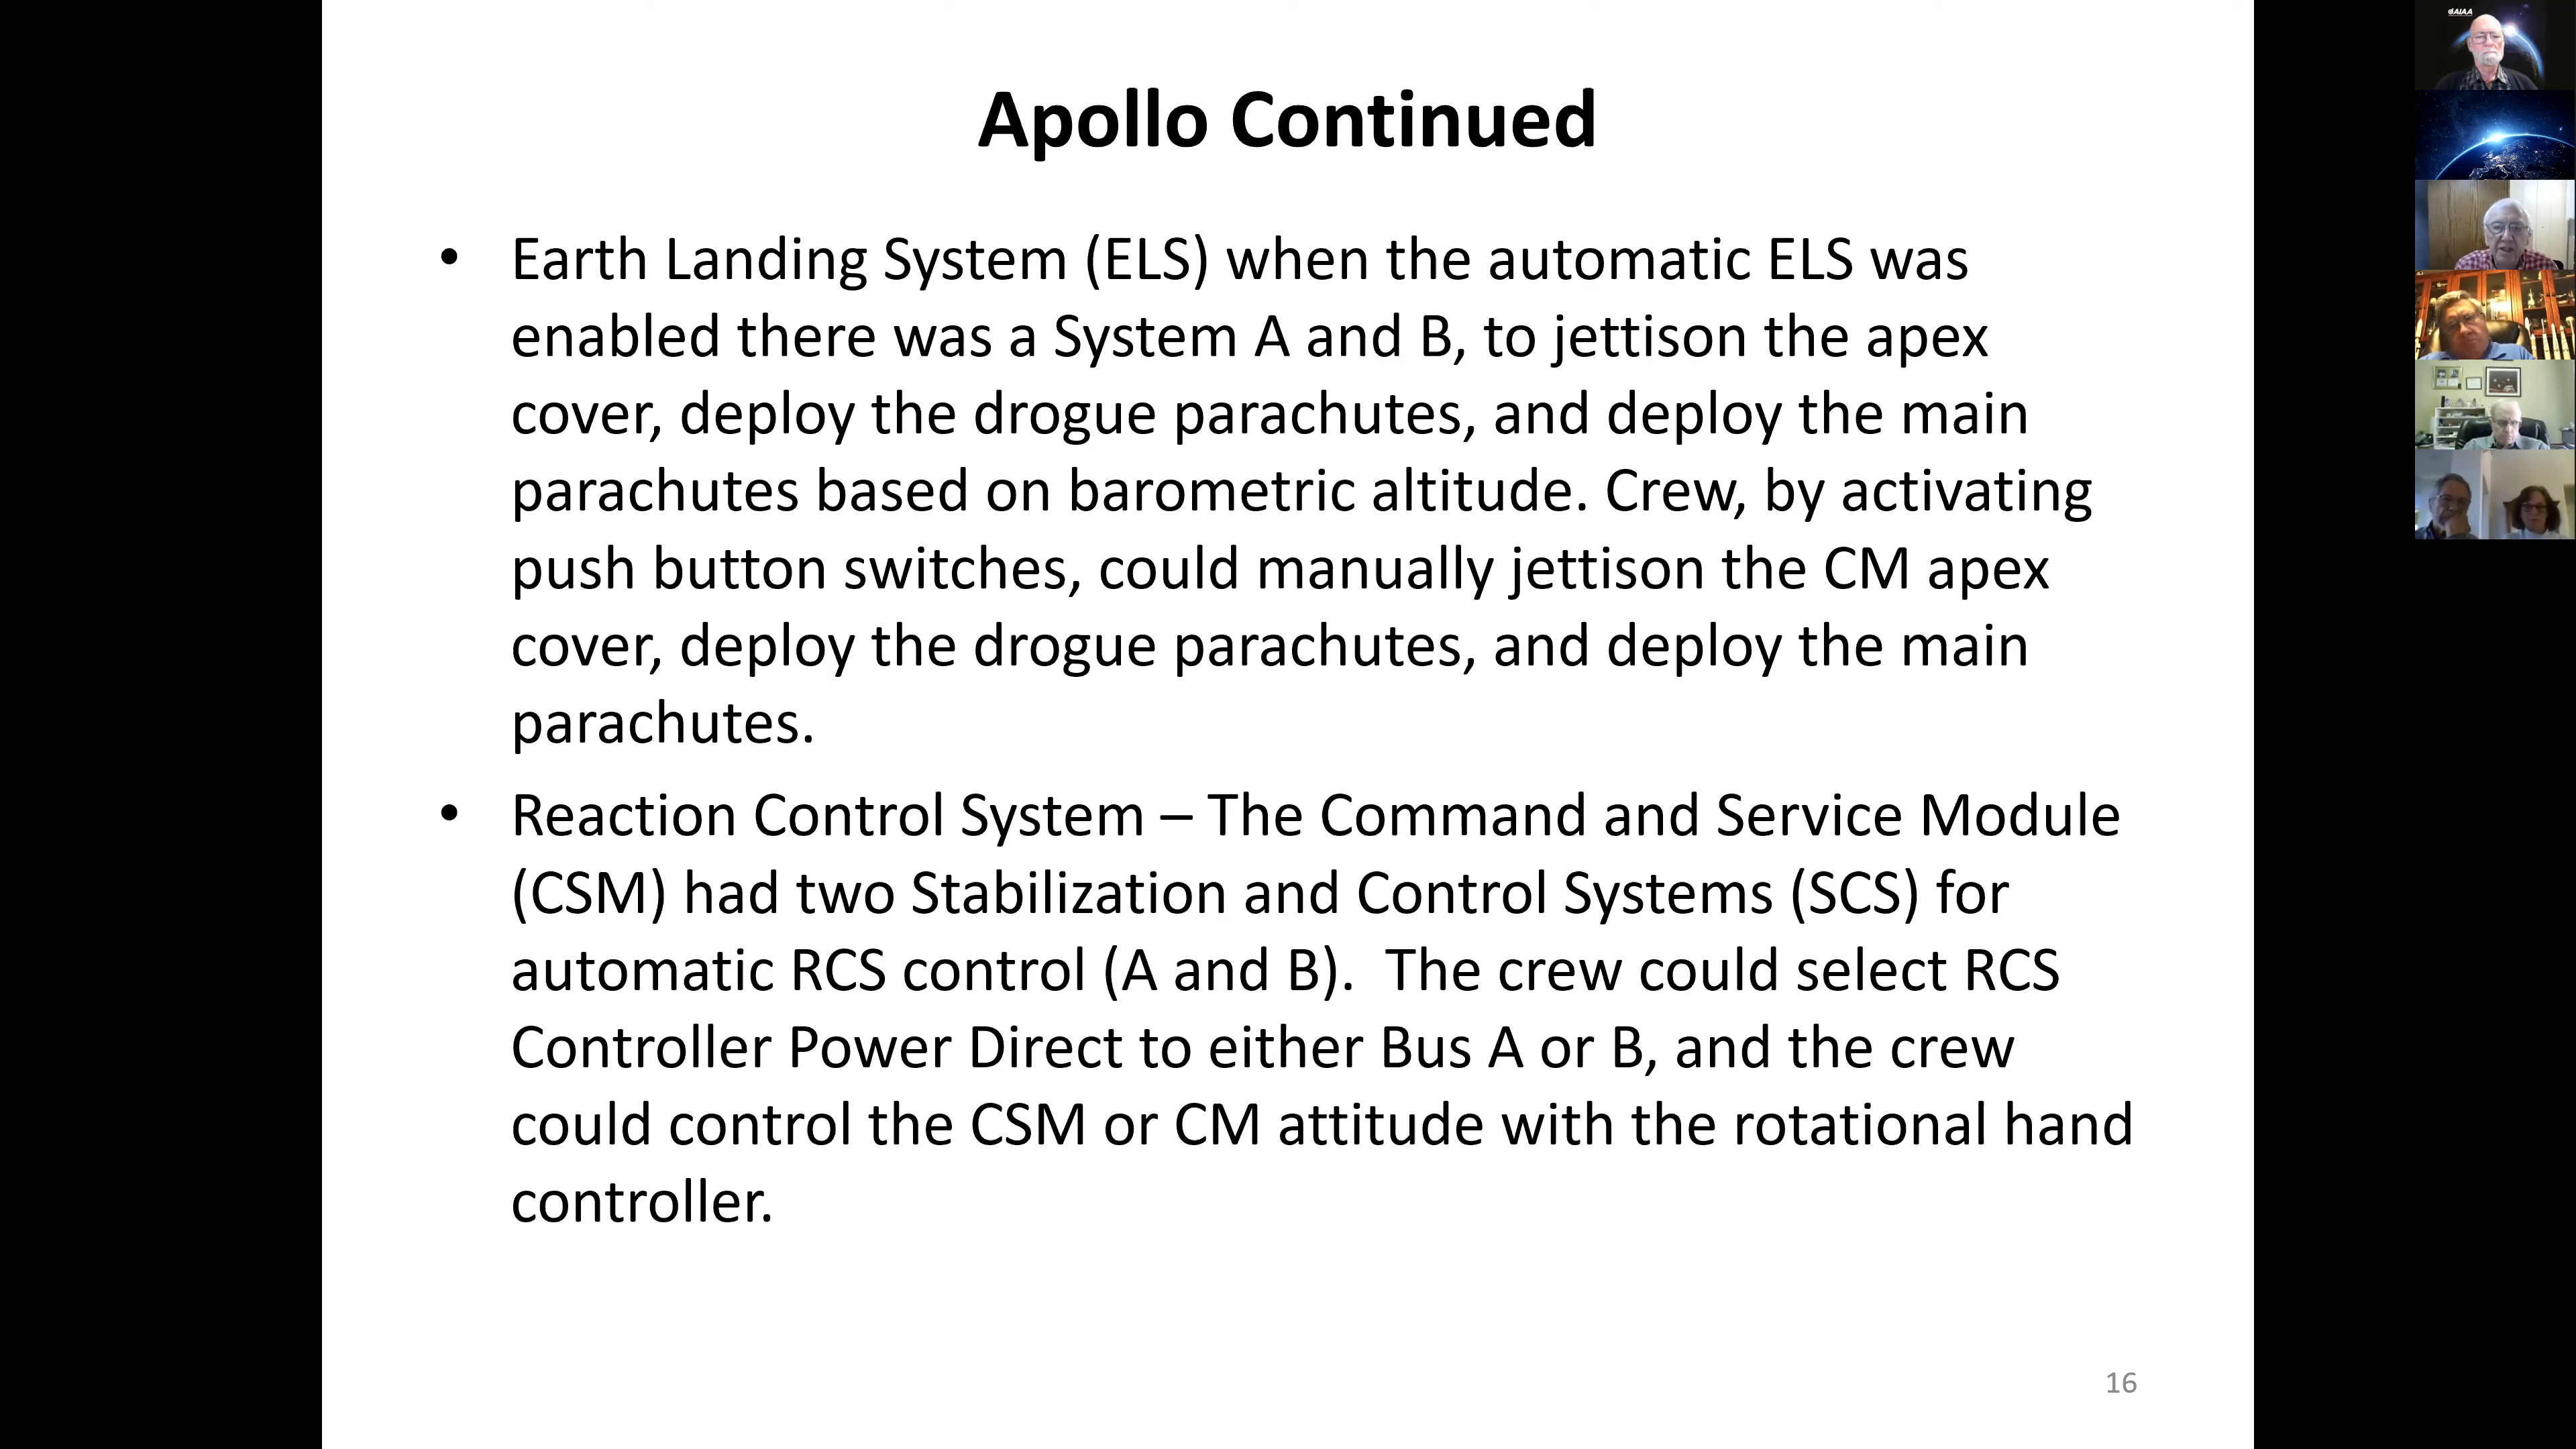 Apollo Continued
• Earth Landing System (ELS) when the automatic ELS was
enabled there was a System A and B, to jettison the apex
cover, deploy the drogue parachutes, and deploy the main
parachutes based on barometric altitude. Crew, by activating
push button switches, could manually jettison the CM apex
cover, deploy the drogue parachutes, and deploy the main
parachutes.
• Reaction Control System – The Command and Service Module
(CSM) had two Stabilization and Control Systems (SCS) for
automatic RCS control (A and B).  The crew could select RCS
Controller Power Direct to either Bus A or B, and the crew
could control the CSM or CM attitude with the rotational hand
controller.
16
AIAA